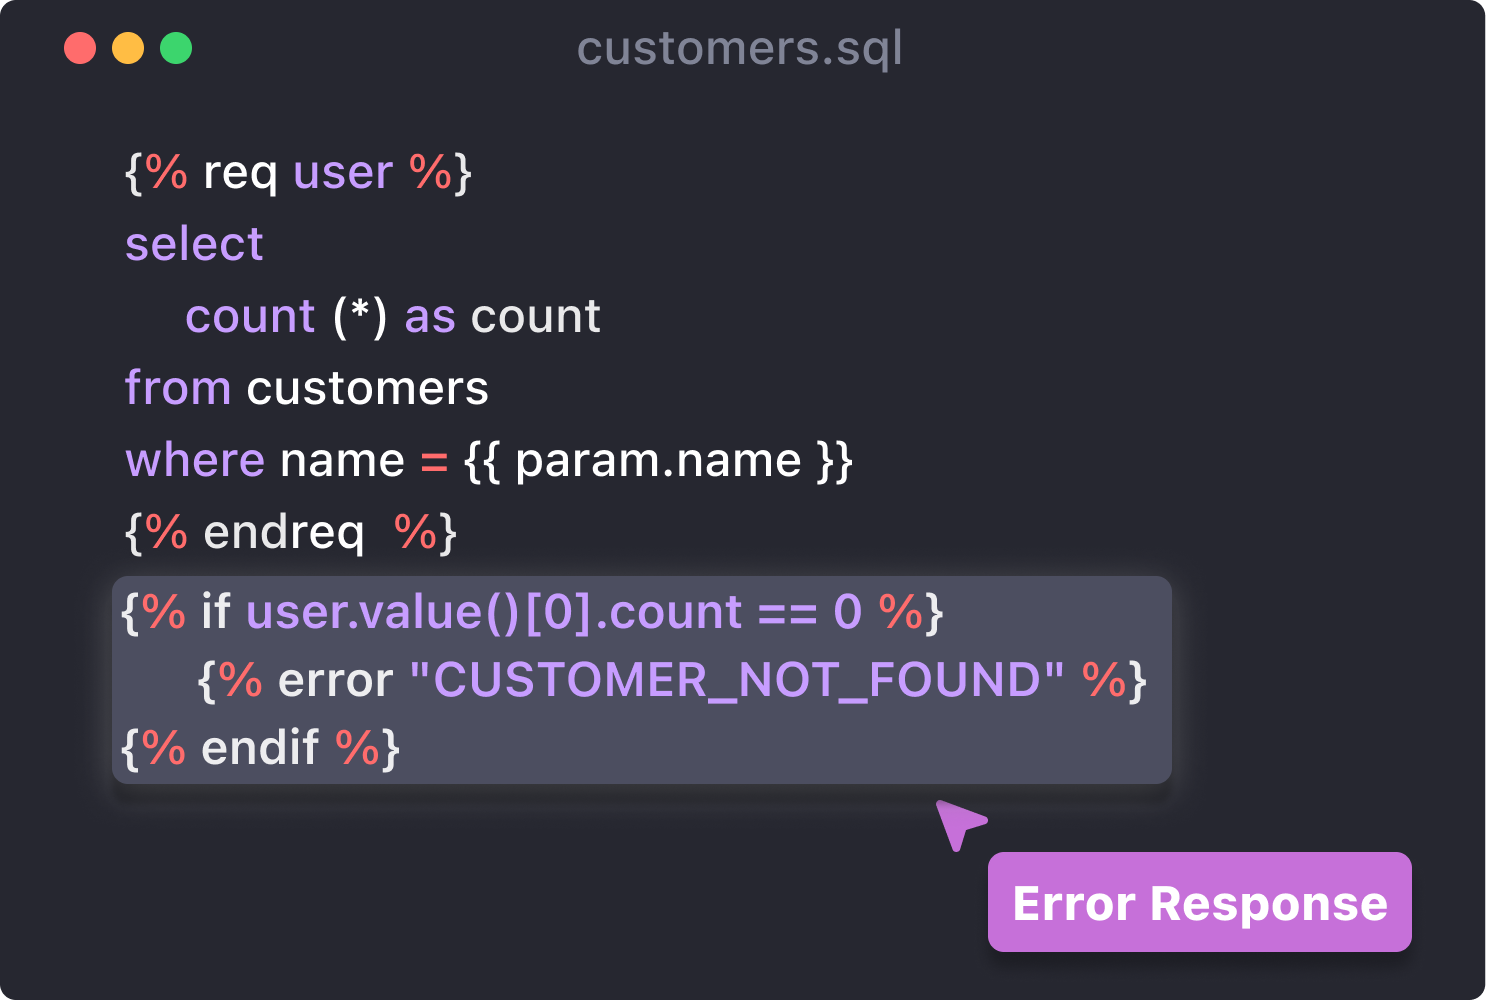 customers.sql
{% req user %}
select
count (*) as count
from customers
where name = {{ param.name }}
{% endreq  %}
{% if user.value()[0].count == 0 %}
{% error "CUSTOMER_NOT_FOUND" %}
{% endif %}
Error Response